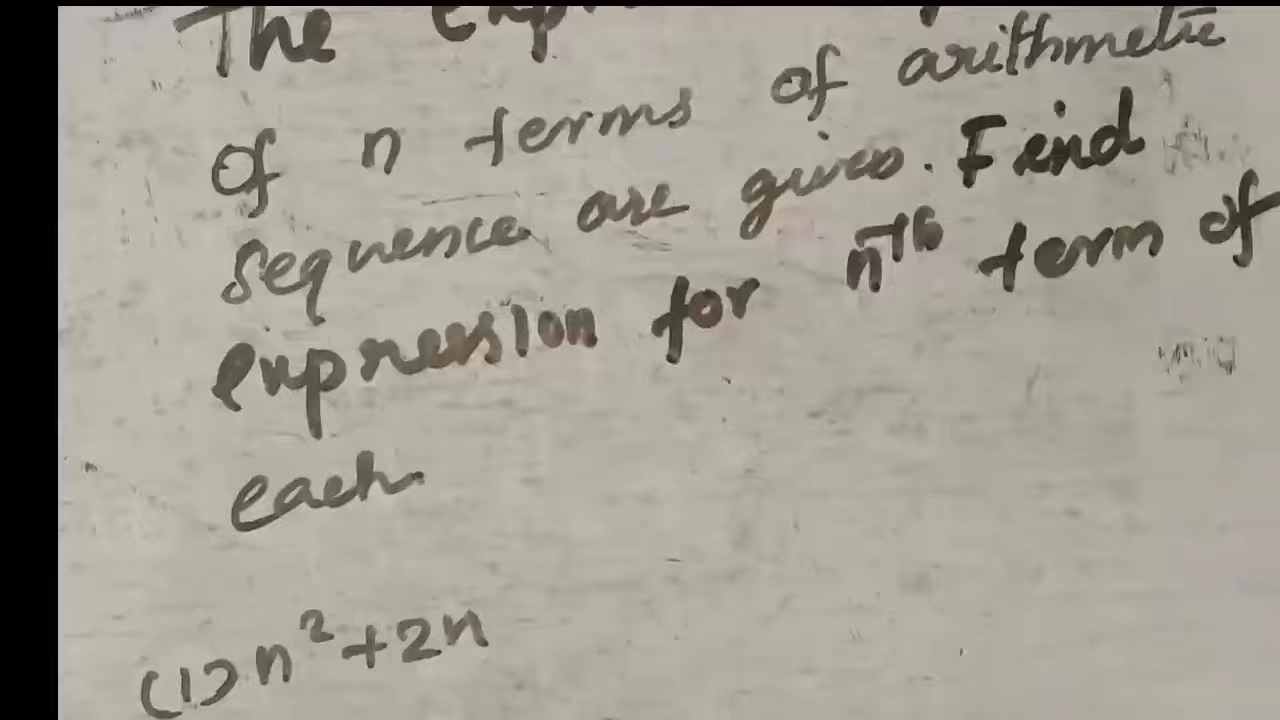 The
of n terms of arithmetic
sequence are given. Find
expression for nth term of
each.
(1) n² + 2n